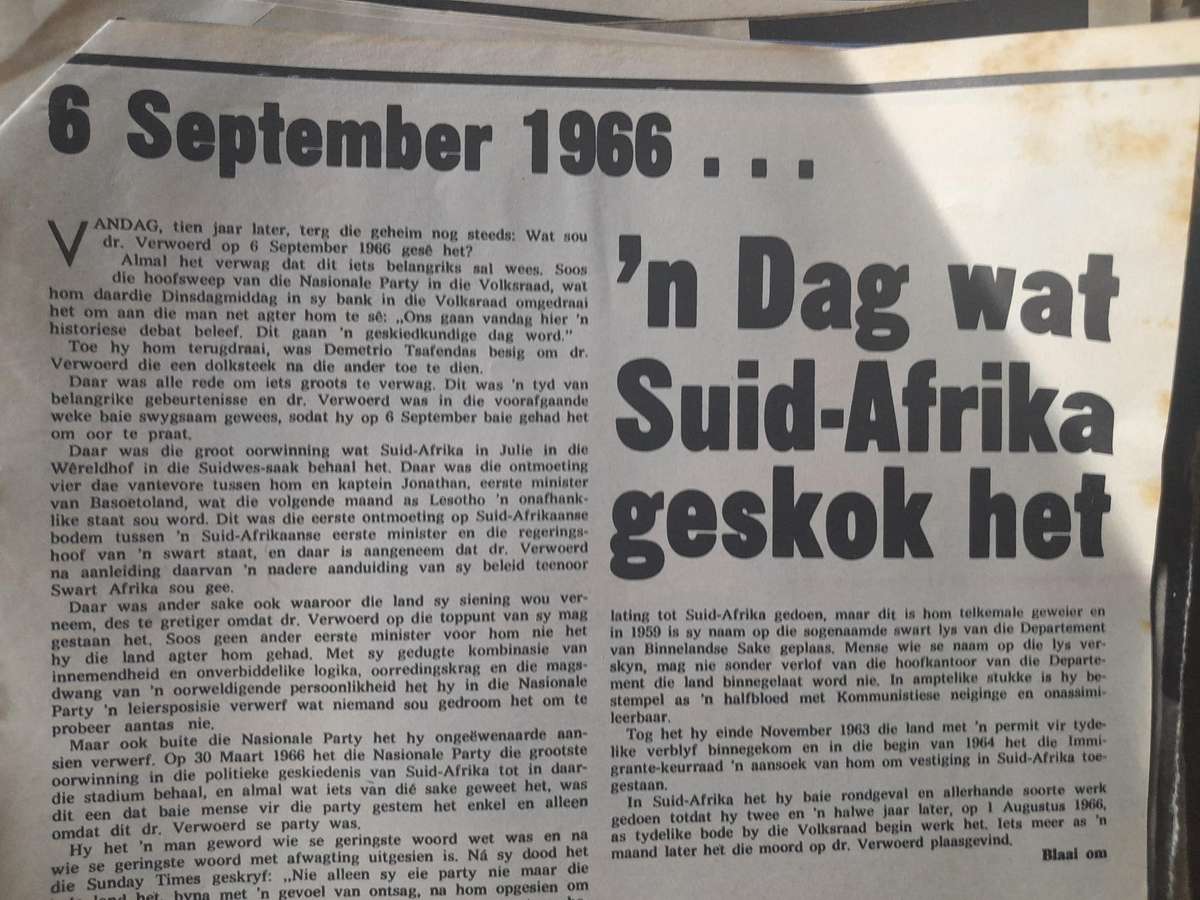 6 September 1966 . . .
VANDAG, tien jaar later, terg die geheim nog steeds: Wat sou
dr. Verwoerd op 6 September 1966 gesê het?
Almal het verwag dat dit iets belangriks sal wees. Soos
die hoofsweep van die Nasionale Party in die Volksraad, wat
hom daardie Dinsdagmiddag in sy bank in die Volksraad omgedraai
het om aan die man net agter hom te sê: „Ons gaan vandag hier 'n
historiese debat beleef. Dit gaan 'n geskiedkundige dag word.”
Toe hy hom terugdraai, was Demetrio Tsafendas besig om dr.
Verwoerd die een dolksteek na die ander toe te dien.
Daar was alle rede om iets groots te verwag. Dit was 'n tyd van
belangrike gebeurtenisse en dr. Verwoerd was in die voorafgaande
weke baie swygsaam gewees, sodat hy op 6 September baie gehad het
om oor te praat.
Daar was die groot oorwinning wat Suid-Afrika in Julie in die
Wêreldhof in die Suidwes-saak behaal het. Daar was die ontmoeting
vier dae vantevore tussen hom en kaptein Jonathan, eerste minister
van Basoetoland, wat die volgende maand as Lesotho 'n onafhank-
like staat sou word. Dit was die eerste ontmoeting op Suid-Afrikaanse
bodem tussen 'n Suid-Afrikaanse eerste minister en die regerings-
hoof van 'n swart staat, en daar is aangeneem dat dr. Verwoerd
na aanleiding daarvan 'n nadere aanduiding van sy beleid teenoor
Swart Afrika sou gee.
Daar was ander sake ook waaroor die land sy siening wou ver-
neem, des te gretiger omdat dr. Verwoerd op die toppunt van sy mag
gestaan het. Soos geen ander eerste minister voor hom nie het
hy die land agter hom gehad. Met sy gedugte kombinasie van
innemendheid en onverbiddelike logika, oorredingskrag en die mags-
dwang van 'n oorweldigende persoonlikheid het hy in die Nasionale
Party 'n leiersposisie verwerf wat niemand sou gedroom het om te
probeer aantas nie.
Maar ook buite die Nasionale Party het hy ongeëwenaarde aan-
sien verwerf. Op 30 Maart 1966 het die Nasionale Party die grootste
oorwinning in die politieke geskiedenis van Suid-Afrika tot in daar-
die stadium behaal, en almal wat iets van dié sake geweet het, was
dit een dat baie mense vir die party gestem het enkel en alleen
omdat dit dr. Verwoerd se party was.
Hy het 'n man geword wie se geringste woord wet was en na
wie se geringste woord met afwagting uitgesien is. Ná sy dood het
die Sunday Times geskryf: „Nie alleen sy eie party nie maar die
land het, byna met 'n gevoel van ontsag, na hom opgesien om
'n Dag wat
Suid-Afrika
geskok het
lating tot Suid-Afrika gedoen, maar dit is hom telkemale geweier en
in 1959 is sy naam op die sogenaamde swart lys van die Departement
van Binnelandse Sake geplaas. Mense wie se naam op die lys ver-
skyn, mag nie sonder verlof van die hoofkantoor van die Departe-
ment die land binnegelaat word nie. In amptelike stukke is hy be-
stempel as 'n halfbloed met Kommunistiese neiginge en onassimi-
leerbaar.
Tog het hy einde November 1963 die land met 'n permit vir tyde-
like verblyf binnegekom en in die begin van 1964 het die Immi-
grante-keurraad 'n aansoek van hom om vestiging in Suid-Afrika toe-
gestaan.
In Suid-Afrika het hy baie rondgeval en allerhande soorte werk
gedoen totdat hy twee en 'n halwe jaar later, op 1 Augustus 1966,
as tydelike bode by die Volksraad begin werk het. Iets meer as 'n
maand later het die moord op dr. Verwoerd plaasgevind.
Blaai om